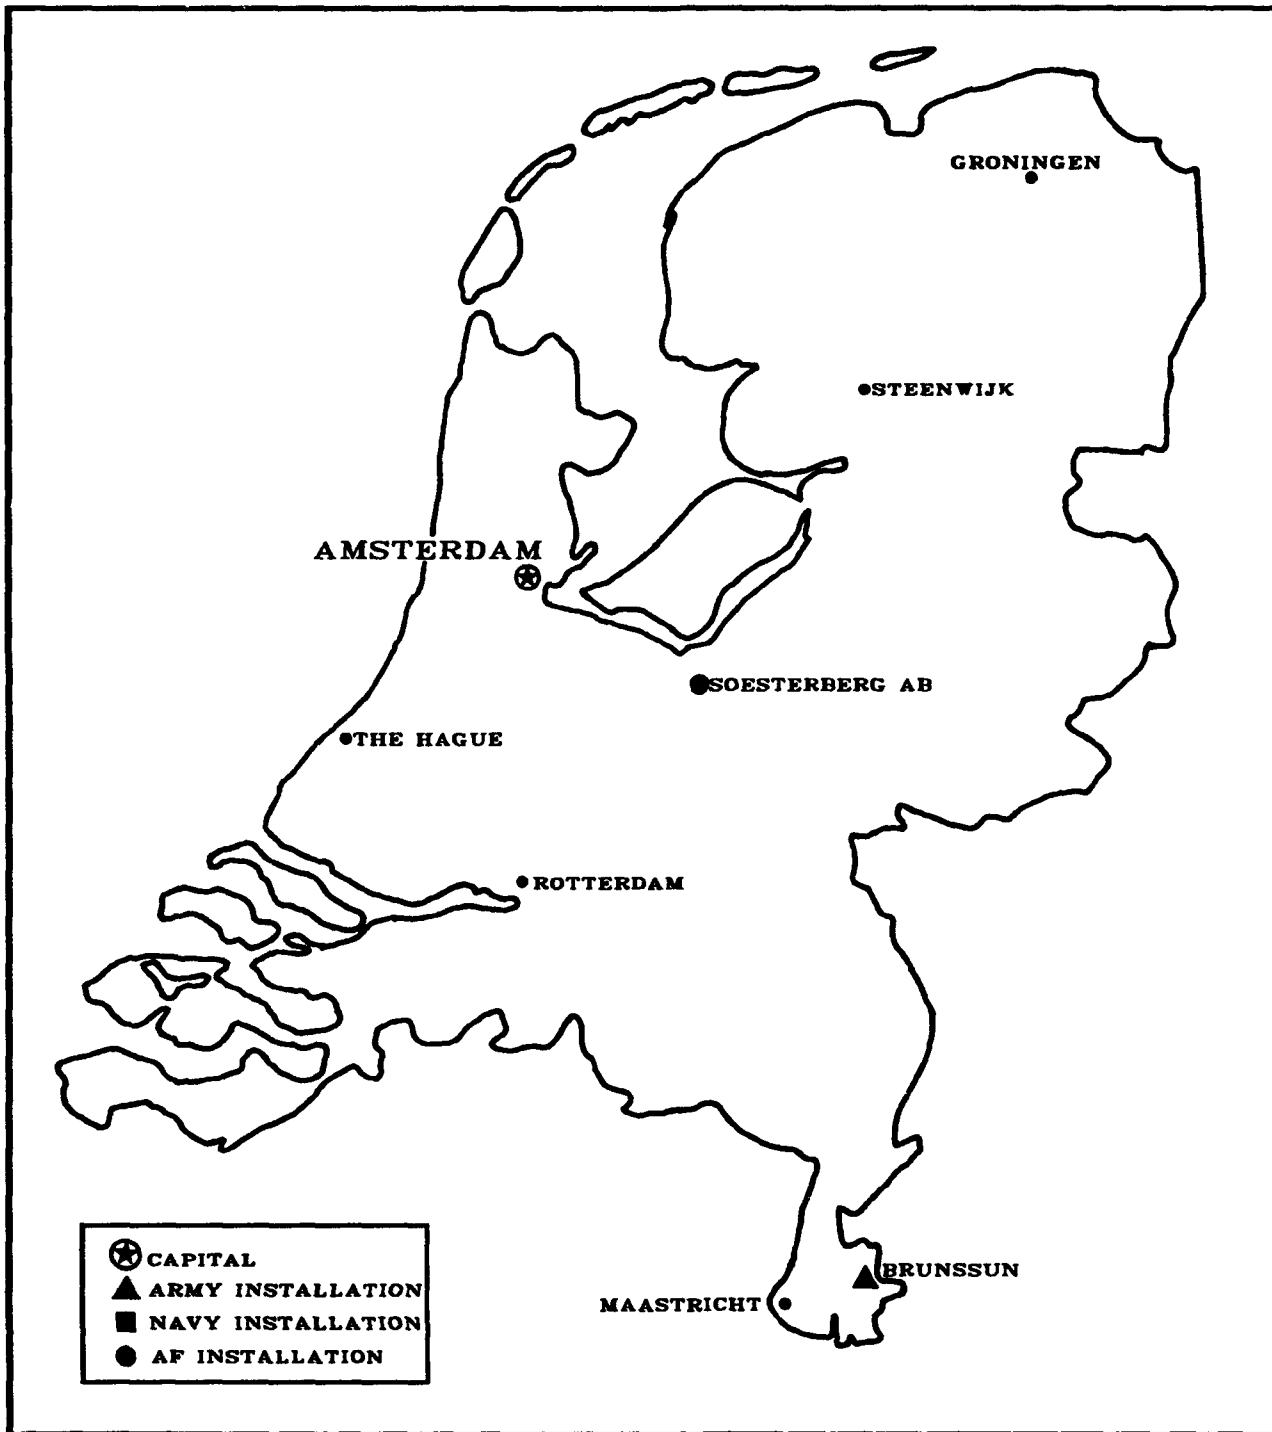 GRONINGEN
STEENWIJK
AMSTERDAM
SOESTERBERG AB
THE HAGUE
ROTTERDAM
BRUNSSUN
MAASTRICHT
CAPITAL
ARMY INSTALLATION
NAVY INSTALLATION
AF INSTALLATION